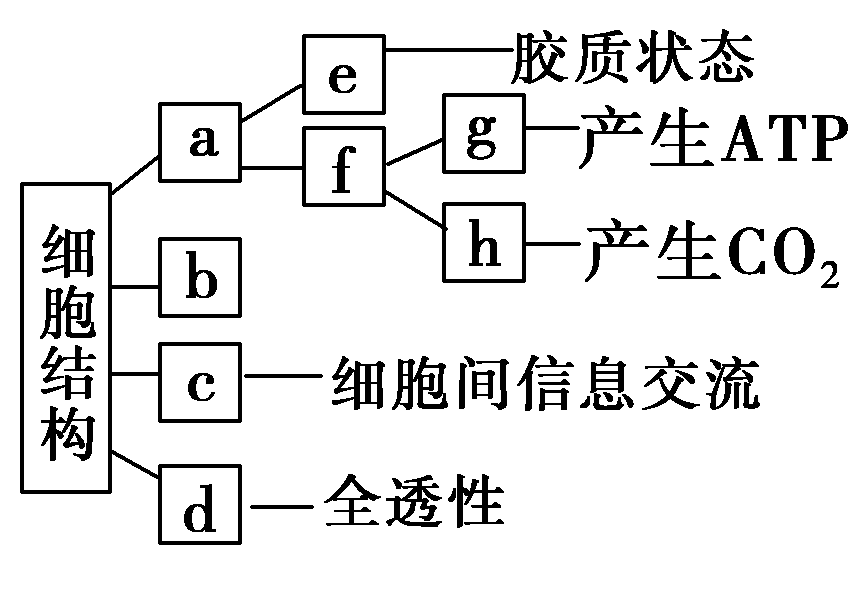 e 胶质状态
a
f
g 产生ATP
h 产生CO₂
细胞结构
b
c 细胞间信息交流
d 全透性